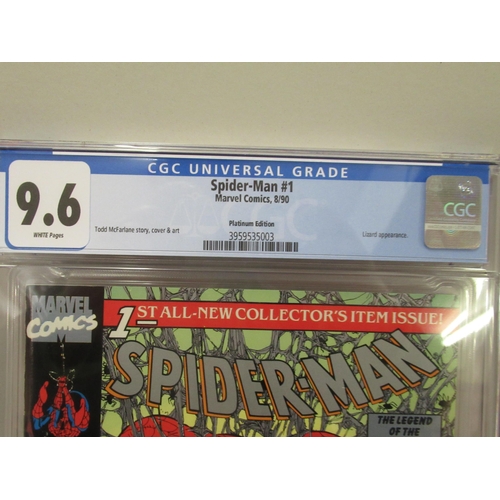 CGC UNIVERSAL GRADE
9.6
WHITE Pages
Spider-Man #1
Marvel Comics, 8/90
Platinum Edition
Todd McFarlane story, cover & art
Lizard appearance.
3959535003
CGC
MARVEL
COMICS
1ST ALL-NEW COLLECTOR'S ITEM ISSUE!
SPIDER-MAN
THE LEGEND
OF THE